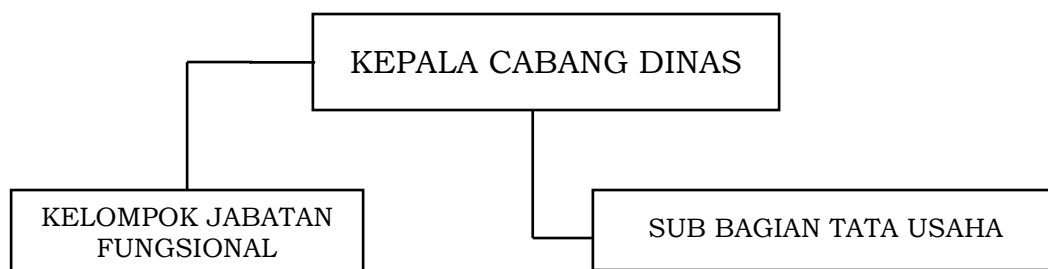 KEPALA CABANG DINAS
KELOMPOK JABATAN
FUNGSIONAL
SUB BAGIAN TATA USAHA